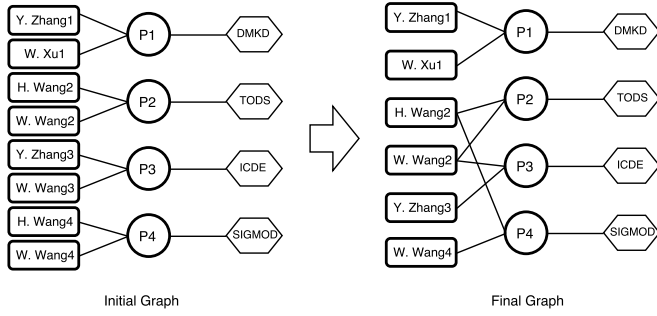 Y. Zhang1
W. Xu1
P1
DMKD
H. Wang2
W. Wang2
P2
TODS
Y. Zhang3
W. Wang3
P3
ICDE
H. Wang4
W. Wang4
P4
SIGMOD
Initial Graph
Y. Zhang1
W. Xu1
P1
DMKD
H. Wang2
P2
TODS
W. Wang2
P3
ICDE
Y. Zhang3
W. Wang4
P4
SIGMOD
Final Graph